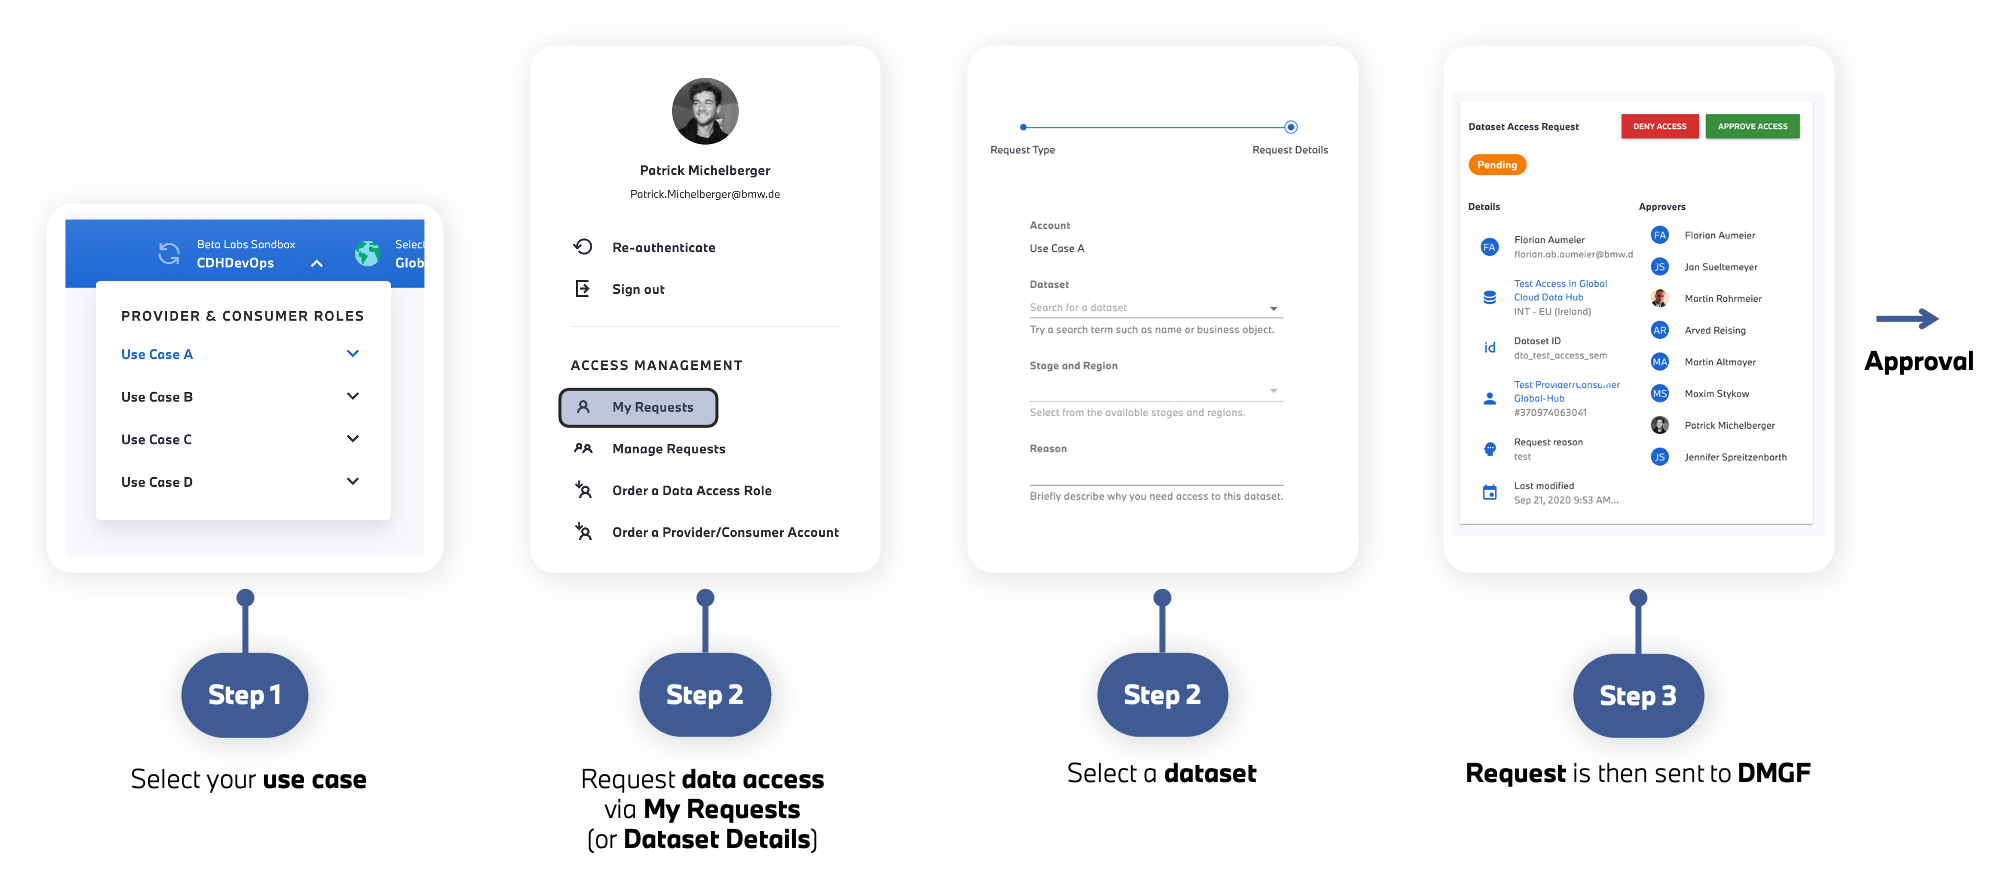 Beta Labs Sandbox
CDHDevOps
Select
Glob
PROVIDER & CONSUMER ROLES
Use Case A
Use Case B
Use Case C
Use Case D
Step 1
Select your use case
Patrick Michelberger
Patrick.Michelberger@bmw.de
Re-authenticate
Sign out
ACCESS MANAGEMENT
My Requests
Manage Requests
Order a Data Access Role
Order a Provider/Consumer Account
Step 2
Request data access
via My Requests
(or Dataset Details)
Request Type
Request Details
Account
Use Case A
Dataset
Search for a dataset
Try a search term such as name or business object.
Stage and Region
Select from the available stages and regions.
Reason
Briefly describe why you need access to this dataset.
Step 2
Select a dataset
Dataset Access Request
DENY ACCESS
APPROVE ACCESS
Pending
Details
FA
Florian Aumeier
florian.ab.aumeier@bmw.d
Test Access in Global
Cloud Data Hub
INT - EU (Ireland)
id
Dataset ID
dto_test_access_sem
Test Provider/Consumer
Global-Hub
#370974063041
Request reason
test
Last modified
Sep 21, 2020 9:53 AM...
Approvers
FA Florian Aumeier
JS Jan Sueltemeyer
Martin Rohrmeier
AR Arved Reising
MA Martin Altmayer
MS Maxim Stykow
Patrick Michelberger
JS Jennifer Spreitzenbarth
Step 3
Request is then sent to DMGF
Approval